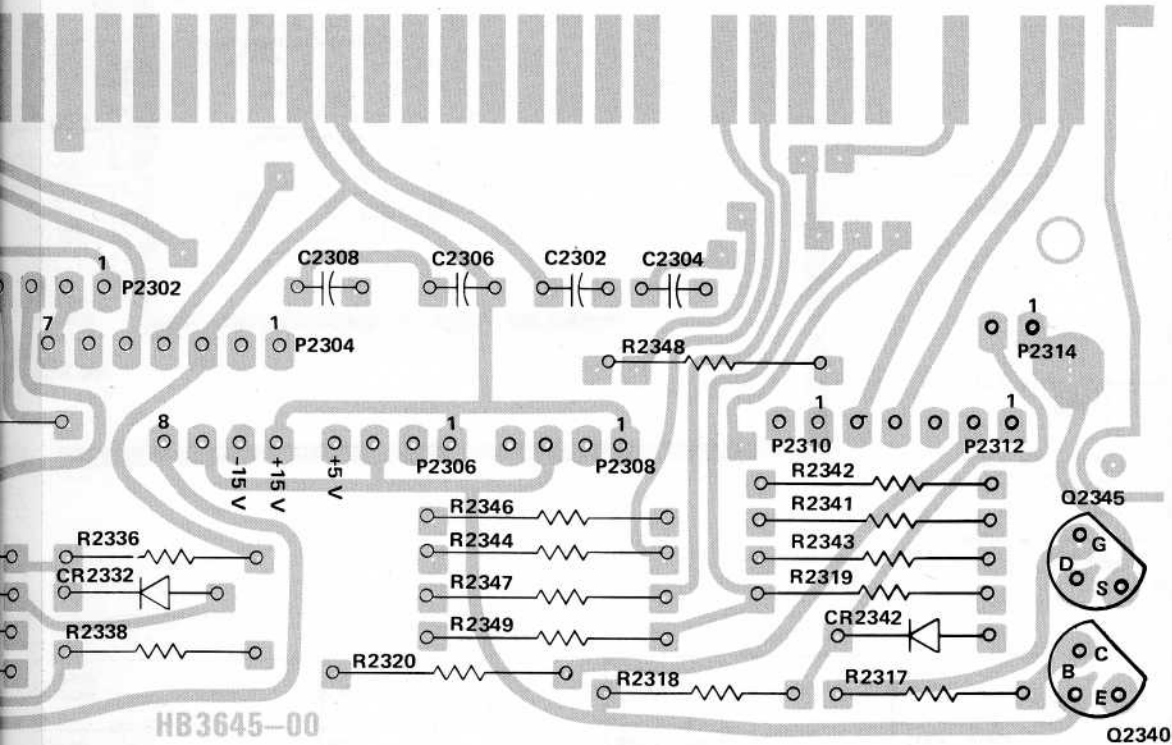 C2308
C2306
C2302
C2304
1
P2302
7
1
P2304
1
P2314
R2348
8
-15 V
+15 V
+5 V
1
P2306
1
P2308
1
P2310
1
P2312
R2342
R2346
R2341
Q2345
R2336
R2344
R2343
G
CR2332
R2347
R2319
D
S
R2338
R2349
CR2342
R2320
R2318
R2317
C
B
E
HB3645-00
Q2340